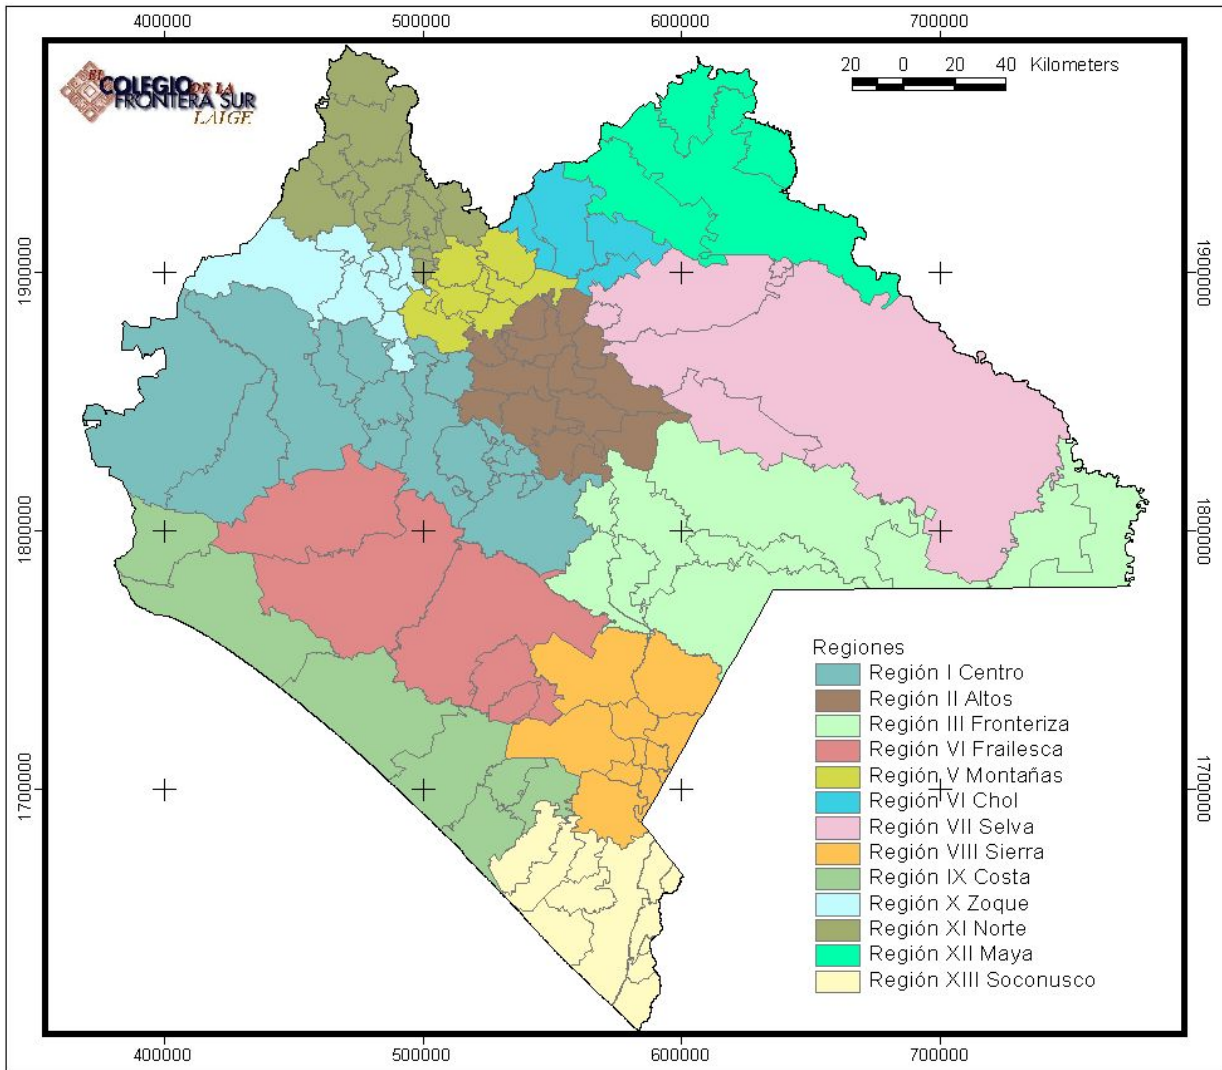 400000 500000 600000 700000
EL
COLEGIO DE LA
FRONTERA SUR
LAIGE
20 0 20 40 Kilometers
1900000 1900000
1800000 1800000
1700000 1700000
Regiones
Región I Centro
Región II Altos
Región III Fronteriza
Región VI Frailesca
Región V Montañas
Región VI Chol
Región VII Selva
Región VIII Sierra
Región IX Costa
Región X Zoque
Región XI Norte
Región XII Maya
Región XIII Soconusco
400000 500000 600000 700000